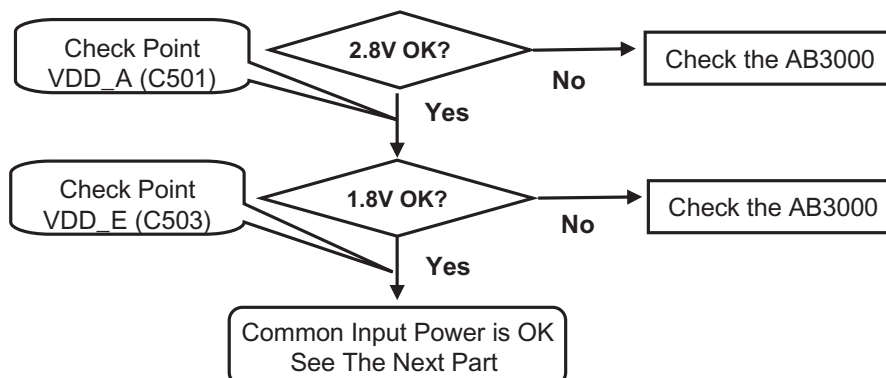 Check Point
VDD_A (C501)
2.8V OK?
No
Check the AB3000
Yes
Check Point
VDD_E (C503)
1.8V OK?
No
Check the AB3000
Yes
Common Input Power is OK
See The Next Part